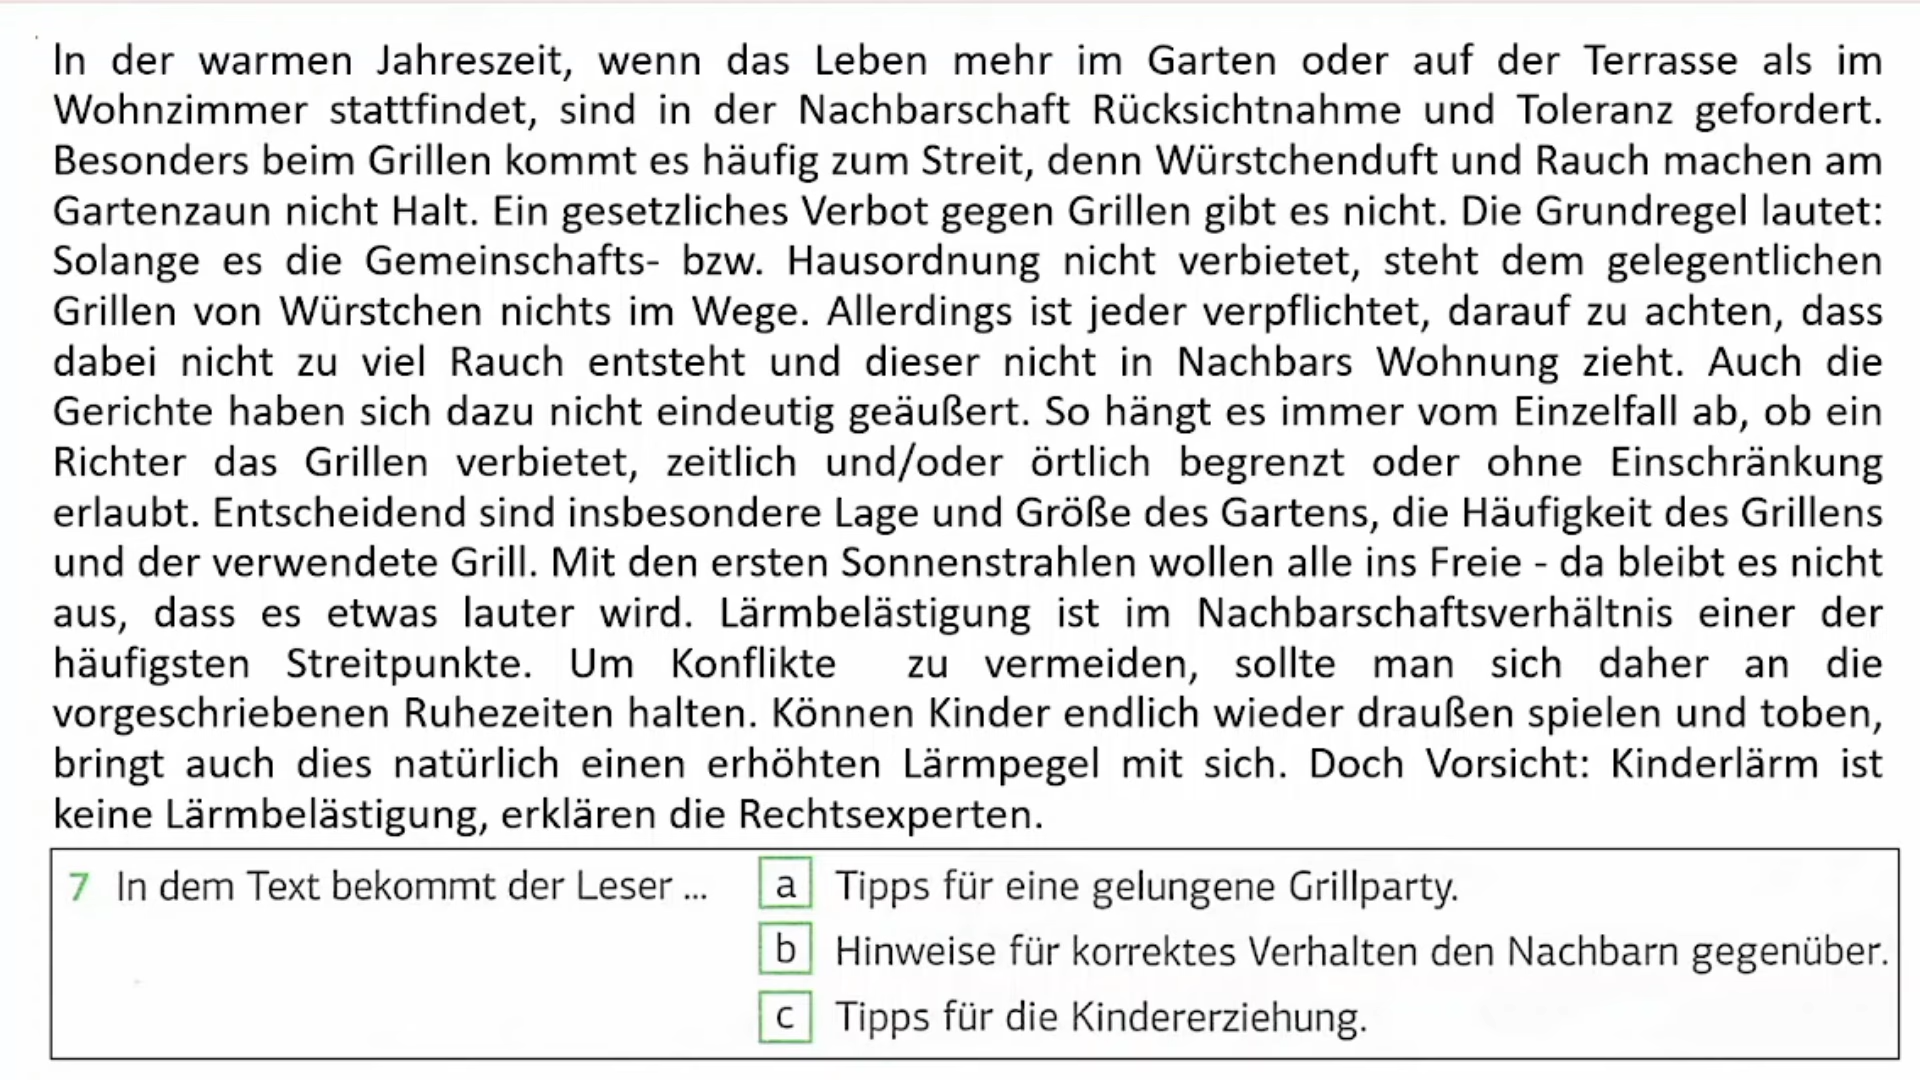 In der warmen Jahreszeit, wenn das Leben mehr im Garten oder auf der Terrasse als im
Wohnzimmer stattfindet, sind in der Nachbarschaft Rücksichtnahme und Toleranz gefordert.
Besonders beim Grillen kommt es häufig zum Streit, denn Würstchenduft und Rauch machen am
Gartenzaun nicht Halt. Ein gesetzliches Verbot gegen Grillen gibt es nicht. Die Grundregel lautet:
Solange es die Gemeinschafts- bzw. Hausordnung nicht verbietet, steht dem gelegentlichen
Grillen von Würstchen nichts im Wege. Allerdings ist jeder verpflichtet, darauf zu achten, dass
dabei nicht zu viel Rauch entsteht und dieser nicht in Nachbars Wohnung zieht. Auch die
Gerichte haben sich dazu nicht eindeutig geäußert. So hängt es immer vom Einzelfall ab, ob ein
Richter das Grillen verbietet, zeitlich und/oder örtlich begrenzt oder ohne Einschränkung
erlaubt. Entscheidend sind insbesondere Lage und Größe des Gartens, die Häufigkeit des Grillens
und der verwendete Grill. Mit den ersten Sonnenstrahlen wollen alle ins Freie - da bleibt es nicht
aus, dass es etwas lauter wird. Lärmbelästigung ist im Nachbarschaftsverhältnis einer der
häufigsten Streitpunkte. Um Konflikte zu vermeiden, sollte man sich daher an die
vorgeschriebenen Ruhezeiten halten. Können Kinder endlich wieder draußen spielen und toben,
bringt auch dies natürlich einen erhöhten Lärmpegel mit sich. Doch Vorsicht: Kinderlärm ist
keine Lärmbelästigung, erklären die Rechtsexperten.
7 In dem Text bekommt der Leser ...
a Tipps für eine gelungene Grillparty.
b Hinweise für korrektes Verhalten den Nachbarn gegenüber.
c Tipps für die Kindererziehung.